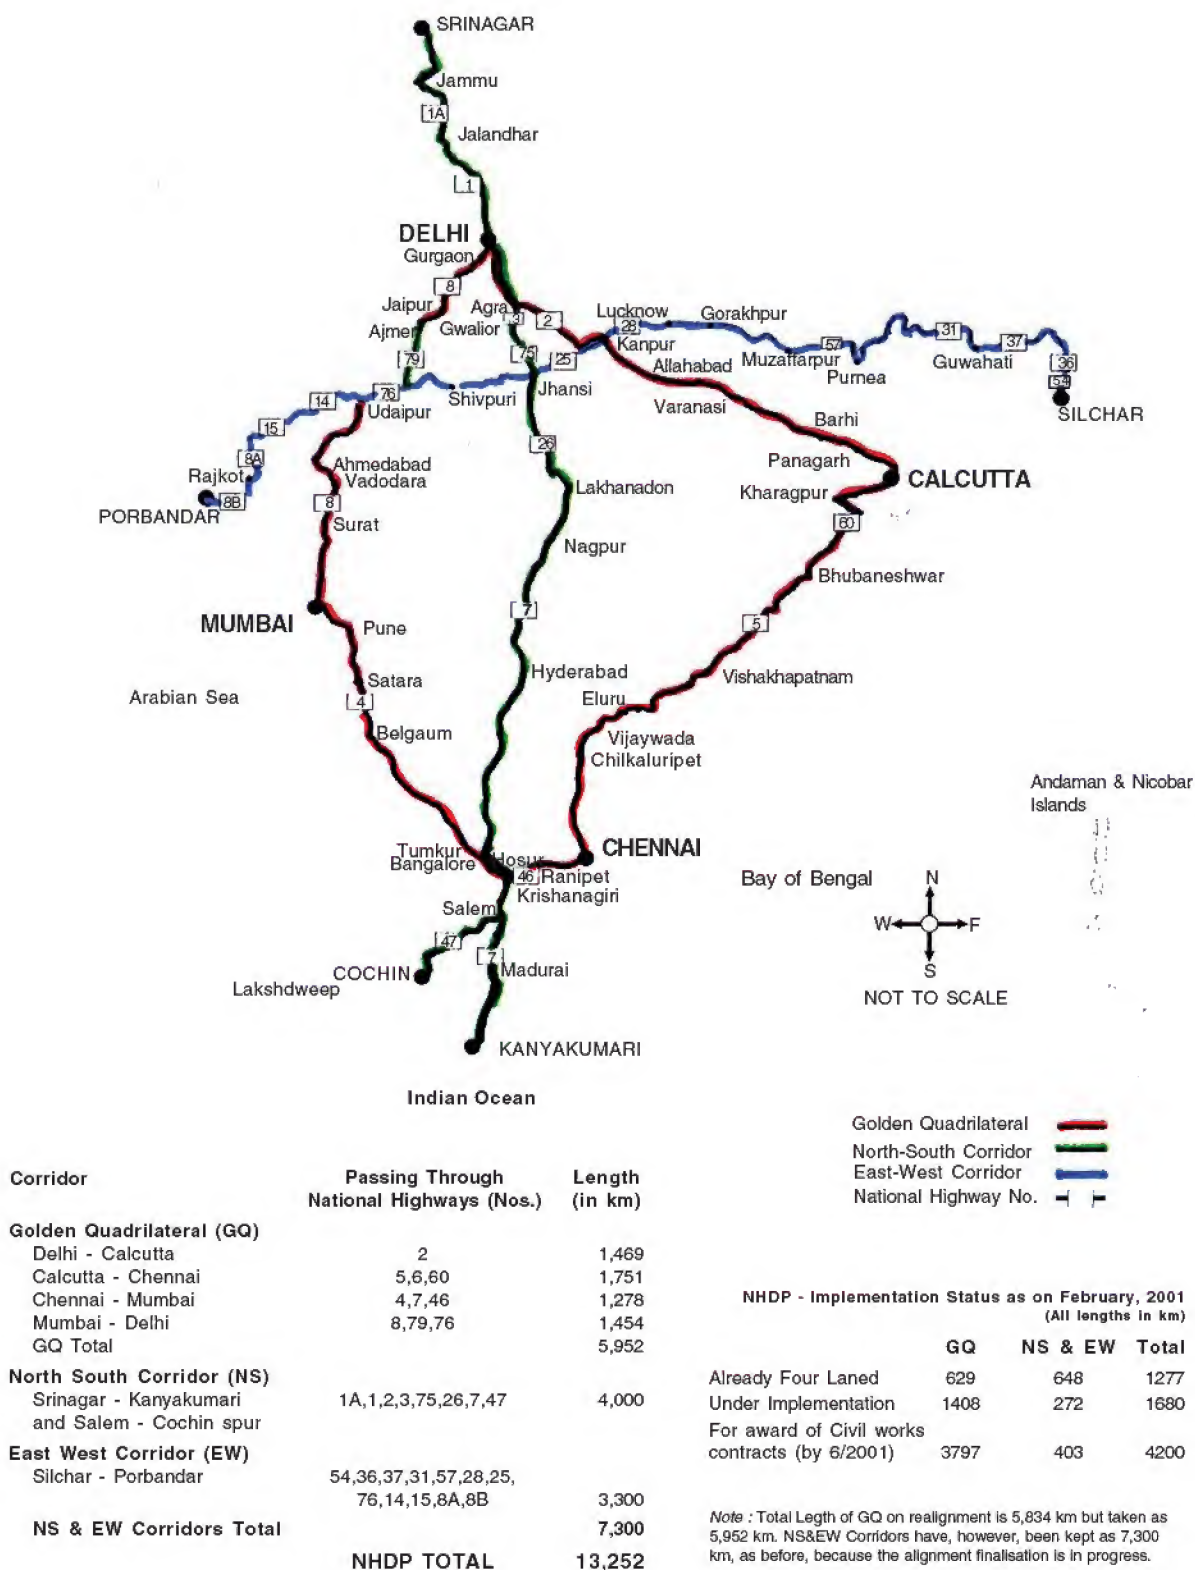 SRINAGAR
Jammu
1A
Jalandhar
1
DELHI
Gurgaon
8
Jaipur
Agra
Lucknow
Gorakhpur
3
2
28
Ajmer
Gwalior
Kanpur
57
31
37
79
75
25
Allahabad
Muzaffarpur
Guwahati
36
Purnea
54
76
Jhansi
14
Udaipur
Shivpuri
Varanasi
Barhi
SILCHAR
15
26
8A
Ahmedabad
Panagarh
Rajkot
Vadodara
Lakhanadon
Kharagpur
CALCUTTA
8B
8
PORBANDAR
Surat
60
Nagpur
Bhubaneshwar
7
MUMBAI
Pune
5
Hyderabad
Satara
Vishakhapatnam
Arabian Sea
4
Eluru
Belgaum
Vijaywada
Chilkaluripet
Andaman & Nicobar
Islands
Tumkur
CHENNAI
Bangalore
Hosur
46
Ranipet
Bay of Bengal
N
Krishanagiri
Salem
W
F
47
7
S
COCHIN
Madurai
Lakshdweep
NOT TO SCALE
KANYAKUMARI
Indian Ocean
Golden Quadrilateral
North-South Corridor
East-West Corridor
National Highway No.
Corridor Passing Through Length
National Highways (Nos.) (in km)
Golden Quadrilateral (GQ)
Delhi - Calcutta 2 1,469
Calcutta - Chennai 5,6,60 1,751
Chennai - Mumbai 4,7,46 1,278
Mumbai - Delhi 8,79,76 1,454
GQ Total 5,952
North South Corridor (NS)
Srinagar - Kanyakumari 1A,1,2,3,75,26,7,47 4,000
and Salem - Cochin spur
East West Corridor (EW)
Silchar - Porbandar 54,36,37,31,57,28,25,
76,14,15,8A,8B 3,300
NS & EW Corridors Total 7,300
NHDP TOTAL 13,252
NHDP - Implementation Status as on February, 2001
(All lengths in km)
GQ NS & EW Total
Already Four Laned 629 648 1277
Under Implementation 1408 272 1680
For award of Civil works
contracts (by 6/2001) 3797 403 4200
Note : Total Legth of GQ on realignment is 5,834 km but taken as
5,952 km. NS&EW Corridors have, however, been kept as 7,300
km, as before, because the alignment finalisation is in progress.